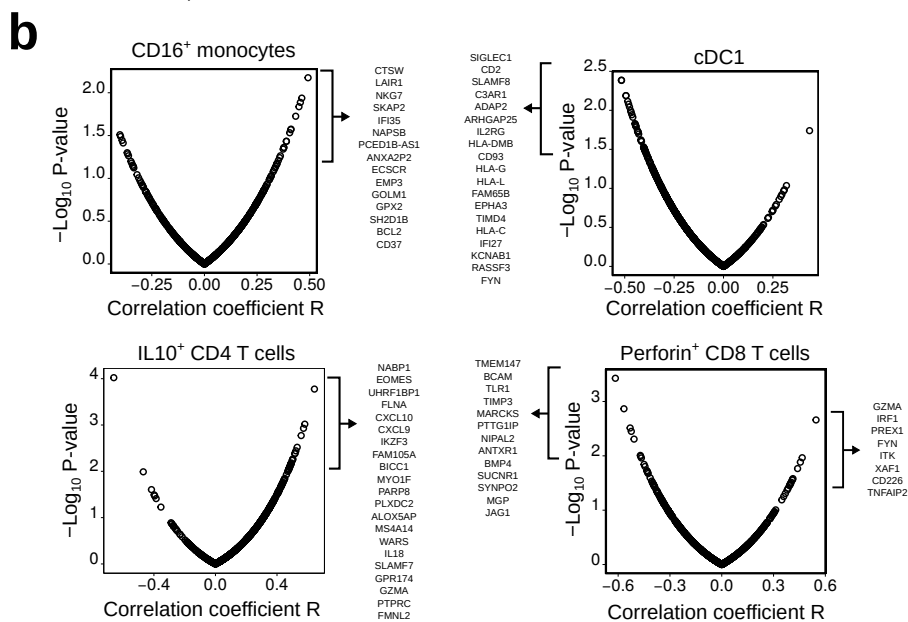 b
CD16+ monocytes
−Log10 P-value
2.0
1.5
1.0
0.5
0.0
−0.25
0.00
0.25
0.50
Correlation coefficient R
CTSW
LAIR1
NKG7
SKAP2
IFI35
NAPSB
PCED1B-AS1
ANXA2P2
ECSCR
EMP3
GOLM1
GPX2
SH2D1B
BCL2
CD37
SIGLEC1
CD2
SLAMF8
C3AR1
ADAP2
ARHGAP25
IL2RG
HLA-DMB
CD93
HLA-G
HLA-L
FAM65B
EPHA3
TIMD4
HLA-C
IFI27
KCNAB1
RASSF3
FYN
cDC1
−Log10 P-value
2.5
2.0
1.5
1.0
0.5
0.0
−0.50
−0.25
0.00
0.25
Correlation coefficient R
IL10+ CD4 T cells
−Log10 P-value
4
3
2
1
0
−0.4
0.0
0.4
Correlation coefficient R
NABP1
EOMES
UHRF1BP1
FLNA
CXCL10
CXCL9
IKZF3
FAM105A
BICC1
MYO1F
PARP8
PLXDC2
ALOX5AP
MS4A14
WARS
IL18
SLAMF7
GPR174
GZMA
PTPRC
FMNL2
TMEM147
BCAM
TLR1
TIMP3
MARCKS
PTTG1IP
NIPAL2
ANTXR1
BMP4
SUCNR1
SYNPO2
MGP
JAG1
Perforin+ CD8 T cells
−Log10 P-value
3
2
1
0
−0.6
−0.3
0.0
0.3
0.6
Correlation coefficient R
GZMA
IRF1
PREX1
FYN
ITK
XAF1
CD226
TNFAIP2